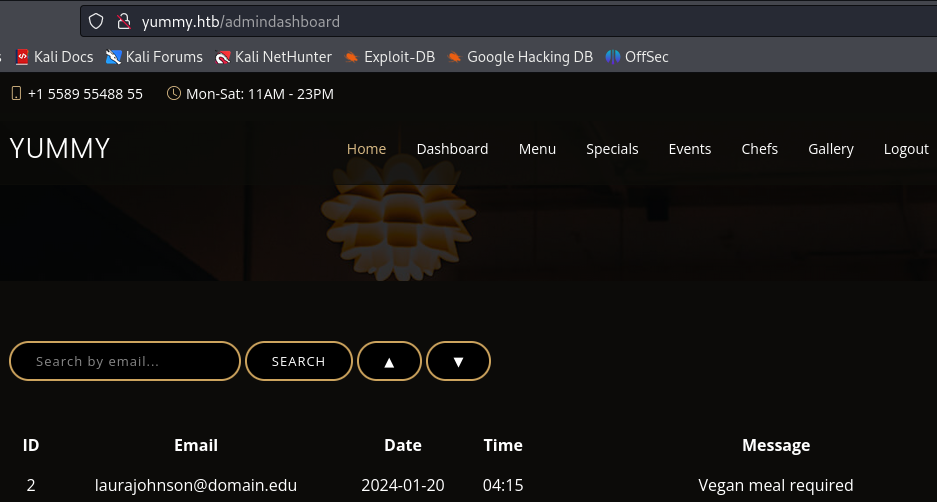 yummy.htb/admindashboard
Kali Docs Kali Forums Kali NetHunter Exploit-DB Google Hacking DB OffSec
+1 5589 55488 55 Mon-Sat: 11AM - 23PM
YUMMY Home Dashboard Menu Specials Events Chefs Gallery Logout
Search by email... SEARCH ▲ ▼
ID Email Date Time Message
2 laurajohnson@domain.edu 2024-01-20 04:15 Vegan meal required